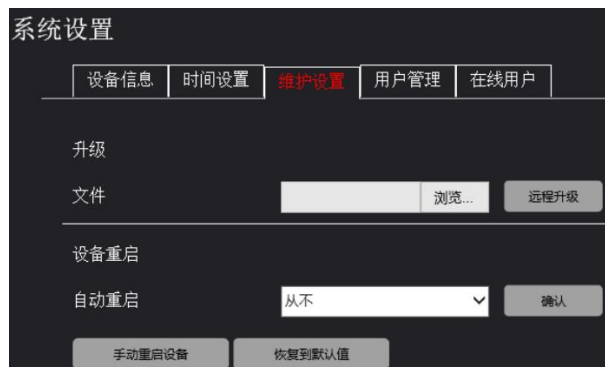 系统设置
设备信息 时间设置 维护设置 用户管理 在线用户
升级
文件 浏览... 远程升级
设备重启
自动重启 从不 确认
手动重启设备 恢复到默认值